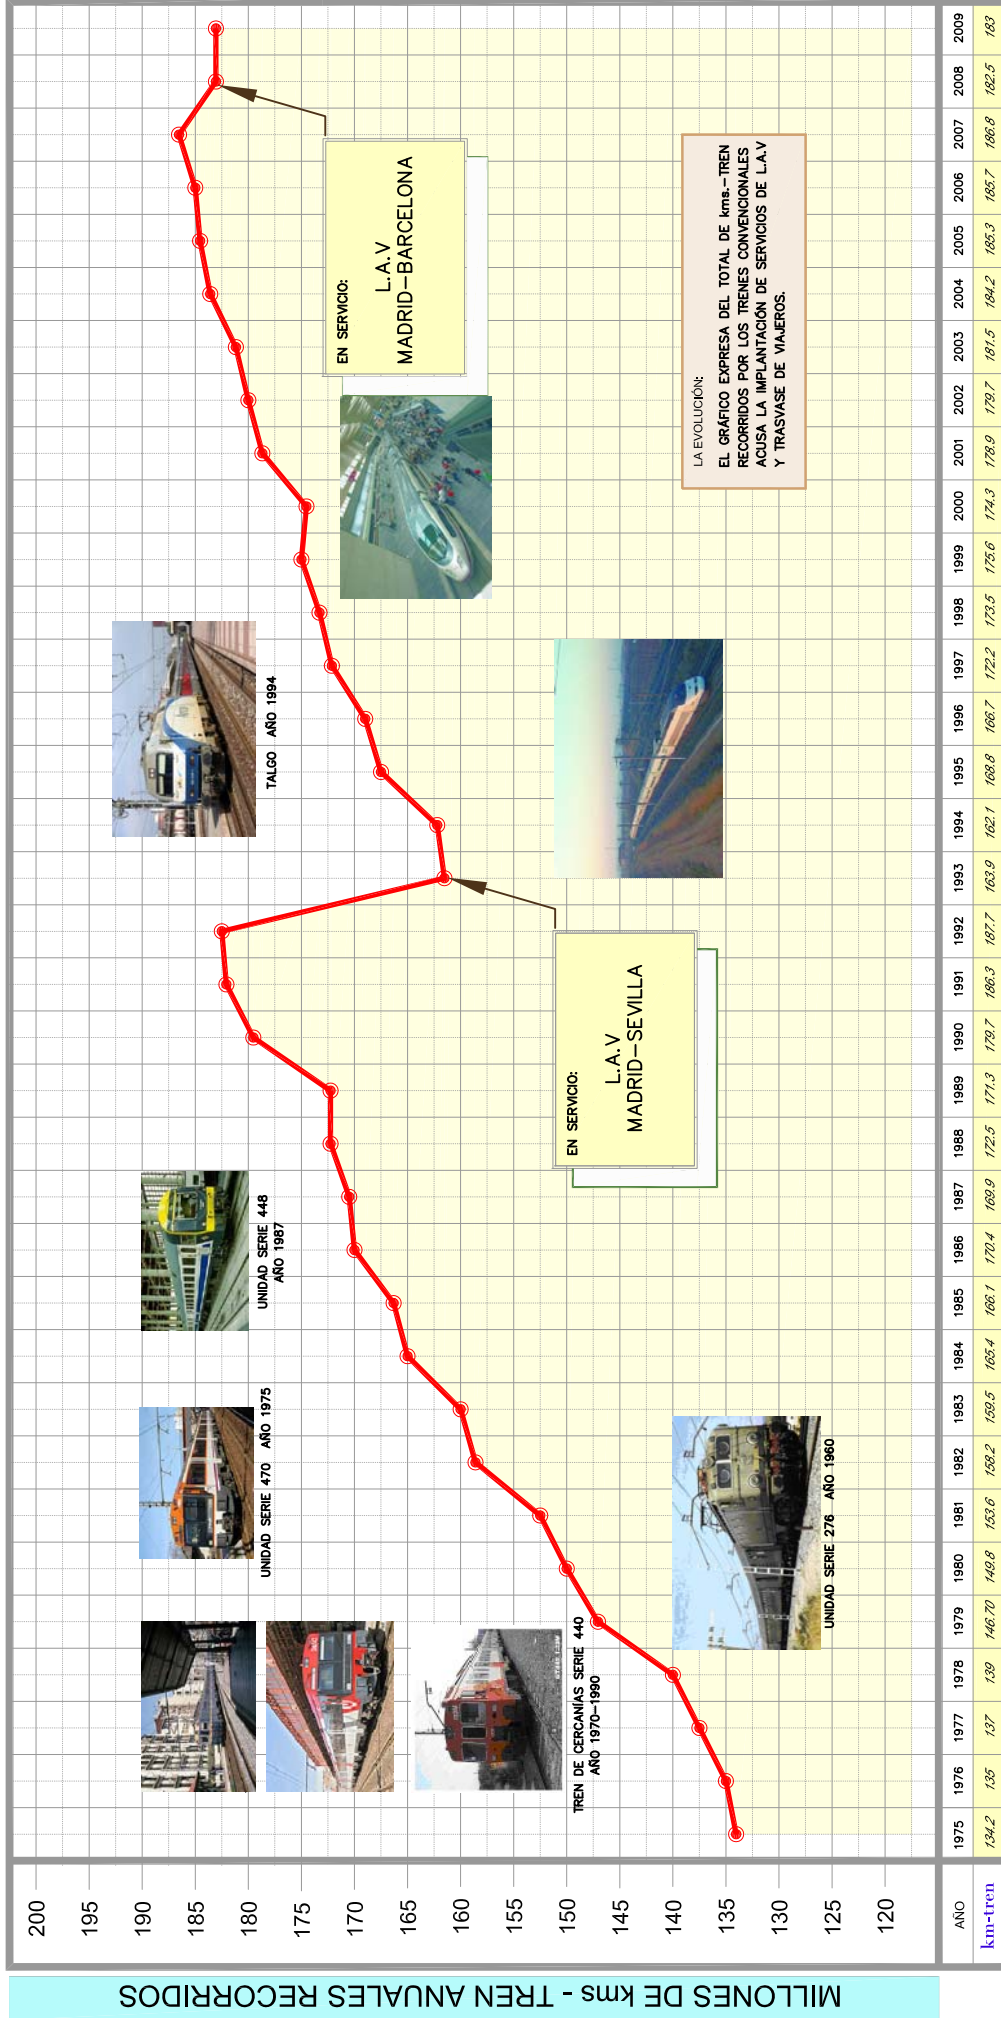 MILLONES DE kms - TREN ANUALES RECORRIDOS
200
195
190
185
180
175
170
165
160
155
150
145
140
135
130
125
120
TREN DE CERCANÍAS SERIE 440
AÑO 1970-1990
UNIDAD SERIE 470 AÑO 1975
UNIDAD SERIE 448
AÑO 1987
TALGO AÑO 1994
UNIDAD SERIE 276 AÑO 1960
EN SERVICIO:
L.A.V
MADRID-SEVILLA
EN SERVICIO:
L.A.V
MADRID-BARCELONA
LA EVOLUCIÓN:
EL GRÁFICO EXPRESA DEL TOTAL DE kms.-TREN
RECORRIDOS POR LOS TRENES CONVENCIONALES
ACUSA LA IMPLANTACIÓN DE SERVICIOS DE L.A.V
Y TRASVASE DE VIAJEROS.
AÑO 1975 1976 1977 1978 1979 1980 1981 1982 1983 1984 1985 1986 1987 1988 1989 1990 1991 1992 1993 1994 1995 1996 1997 1998 1999 2000 2001 2002 2003 2004 2005 2006 2007 2008 2009
km-tren 134.2 135 137 139 146.70 149.8 153.6 158.2 159.5 165.4 166.1 170.4 169.9 172.5 171.3 179.7 186.3 187.7 163.9 162.1 168.8 166.7 172.2 173.5 175.6 174.3 178.9 179.7 181.5 184.2 185.3 185.7 186.8 182.5 183